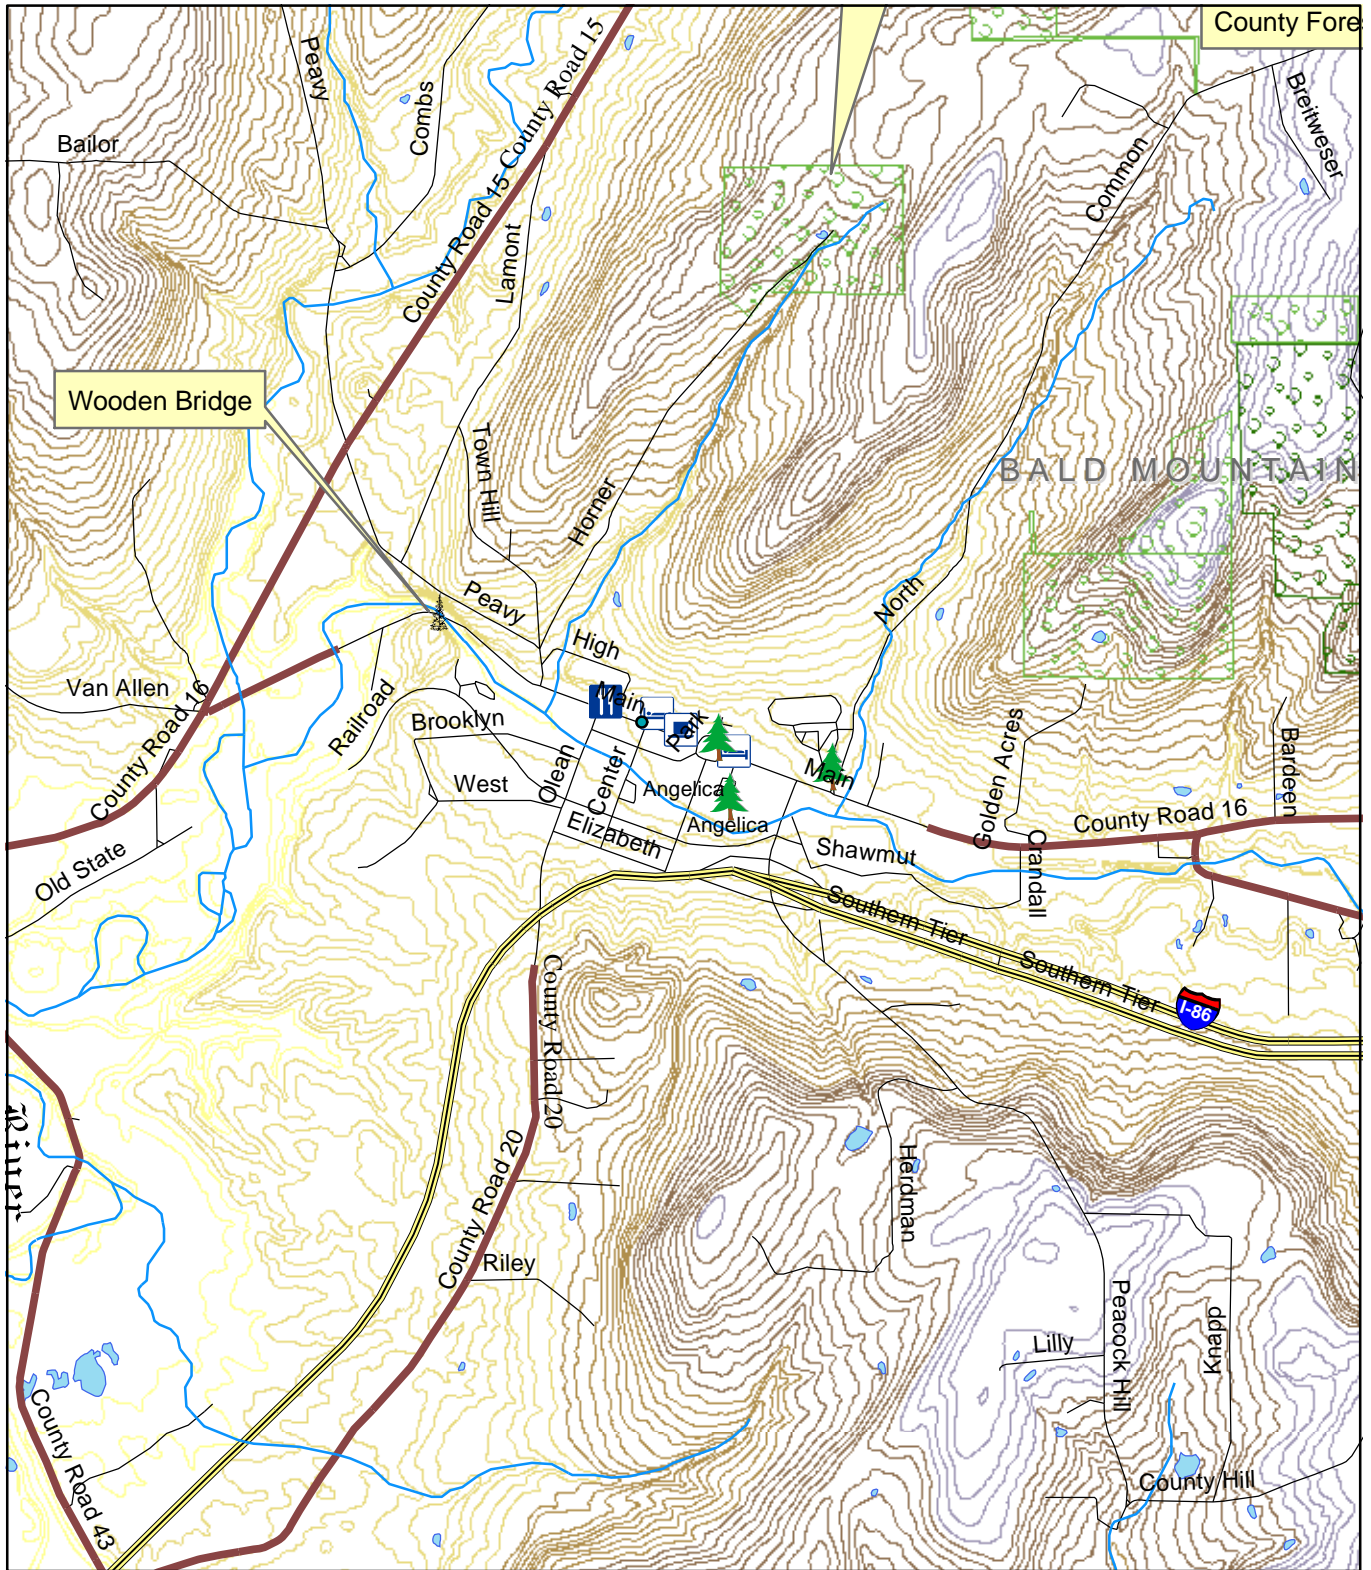 County Fore
Peavy
Combs
County Road 15
County Road 15
Breitweser
Bailor
Common
Lamont
Wooden Bridge
Town Hill
Horner
BALD MOUNTAIN
Peavy
North
High
Van Allen
County Road 16
Railroad
Brooklyn
Main
Park
Olean
Center
West
Angelica
Main
Golden Acres
Bardeen
Angelica
Elizabeth
County Road 16
Shawmut
Crandall
Old State
Southern Tier
Southern Tier
I-86
County Road 20
River
County Road 20
Herdman
Riley
Peacock Hill
Knapp
Lilly
County Road 43
County Hill